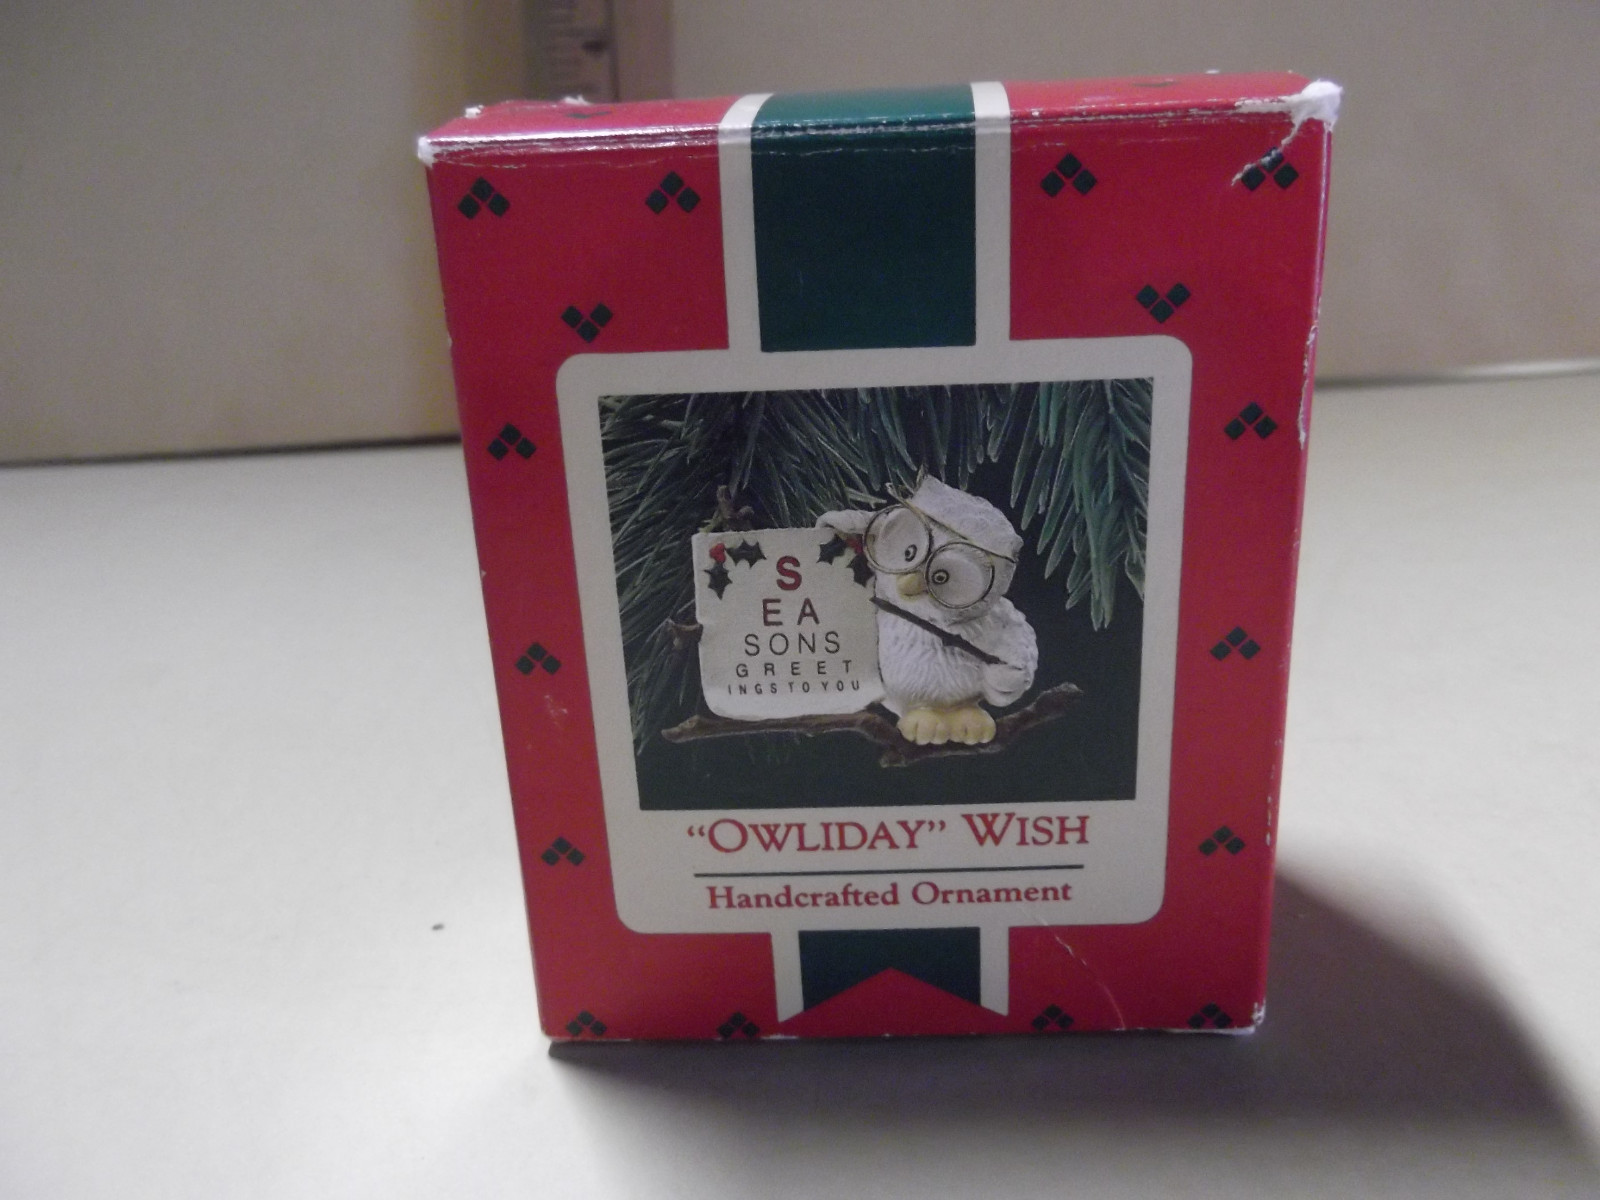 S
EA
SONS
GREET
INGS TO YOU
“OWLIDAY” WISH
Handcrafted Ornament